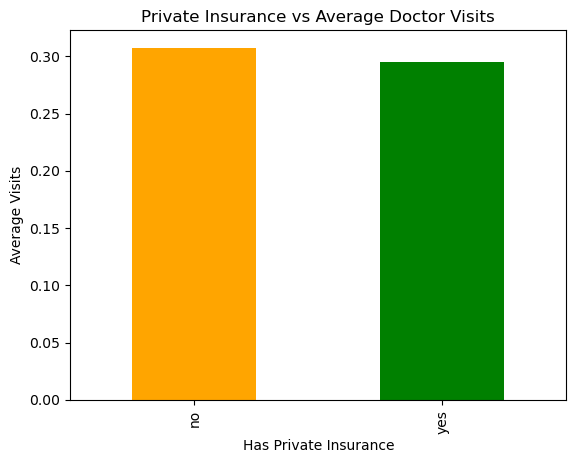 Private Insurance vs Average Doctor Visits
0.30
0.25
0.20
0.15
0.10
0.05
0.00
Average Visits
no
yes
Has Private Insurance